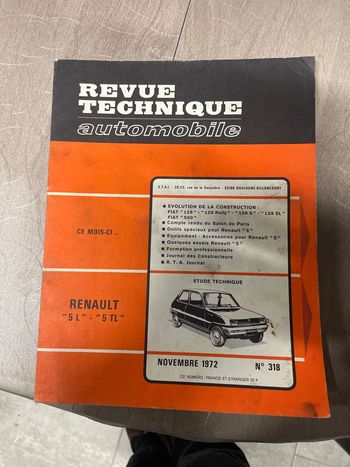 REVUE
TECHNIQUE
automobile
E.T.A.I. - 20-22, rue de la Saussière - 92100 BOULOGNE-BILLANCOURT
■ EVOLUTION DE LA CONSTRUCTION :
FIAT "128" - "128 Rally" - "128 S" - "128 SL"
FIAT "500"
■ Compte rendu du Salon de Paris
■ Outils spéciaux pour Renault "5"
■ Equipement - Accessoires pour Renault "5"
■ Quelques essais Renault "5"
■ Formation professionnelle
■ Journal des Constructeurs
■ R. T. A. Journal
CE MOIS-CI...
ETUDE TECHNIQUE
RENAULT
"5 L" - "5 TL"
NOVEMBRE 1972
N° 318
CE NUMÉRO : FRANCE ET ETRANGER 25 F